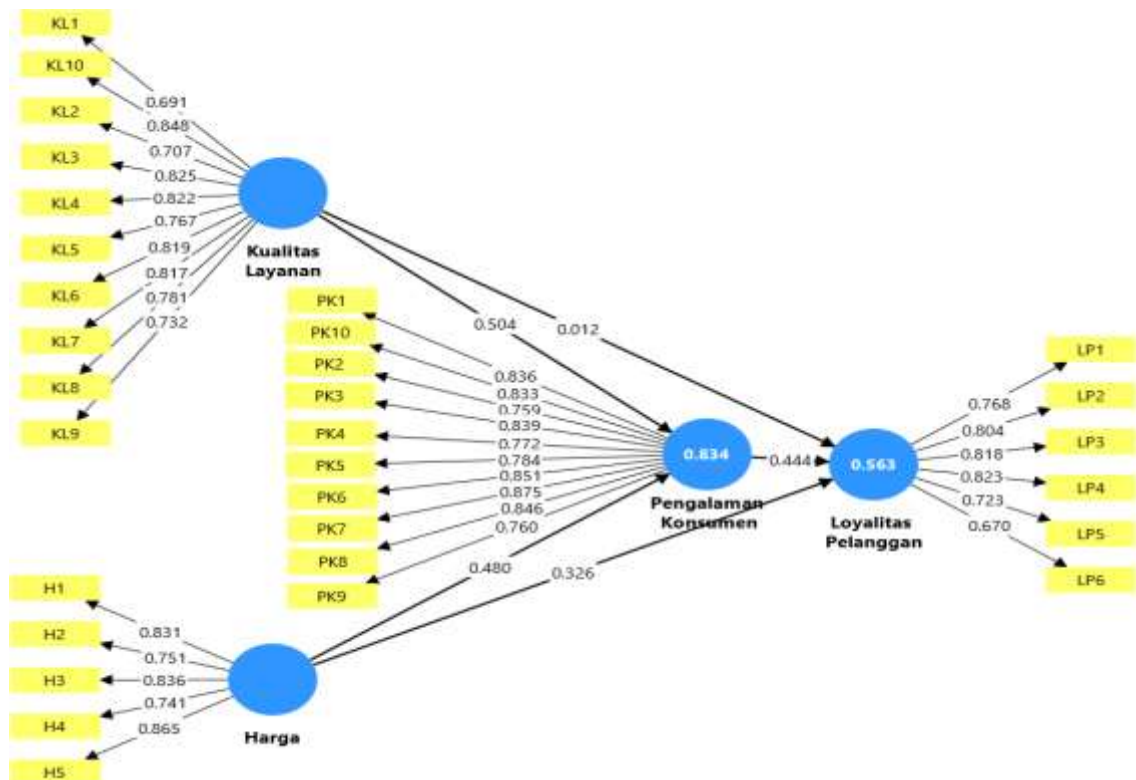 KL1
KL10
KL2
KL3
KL4
KL5
KL6
KL7
KL8
KL9
0.691
0.848
0.707
0.825
0.822
0.767
0.819
0.817
0.781
0.732
Kualitas
Layanan
0.504
0.012
PK1
PK10
PK2
PK3
PK4
PK5
PK6
PK7
PK8
PK9
0.836
0.833
0.759
0.839
0.772
0.784
0.851
0.875
0.846
0.760
0.834
Pengalaman
Konsumen
0.444
0.563
Loyalitas
Pelanggan
0.768
0.804
0.818
0.823
0.723
0.670
LP1
LP2
LP3
LP4
LP5
LP6
0.480
0.326
H1
H2
H3
H4
H5
0.831
0.751
0.836
0.741
0.865
Harga